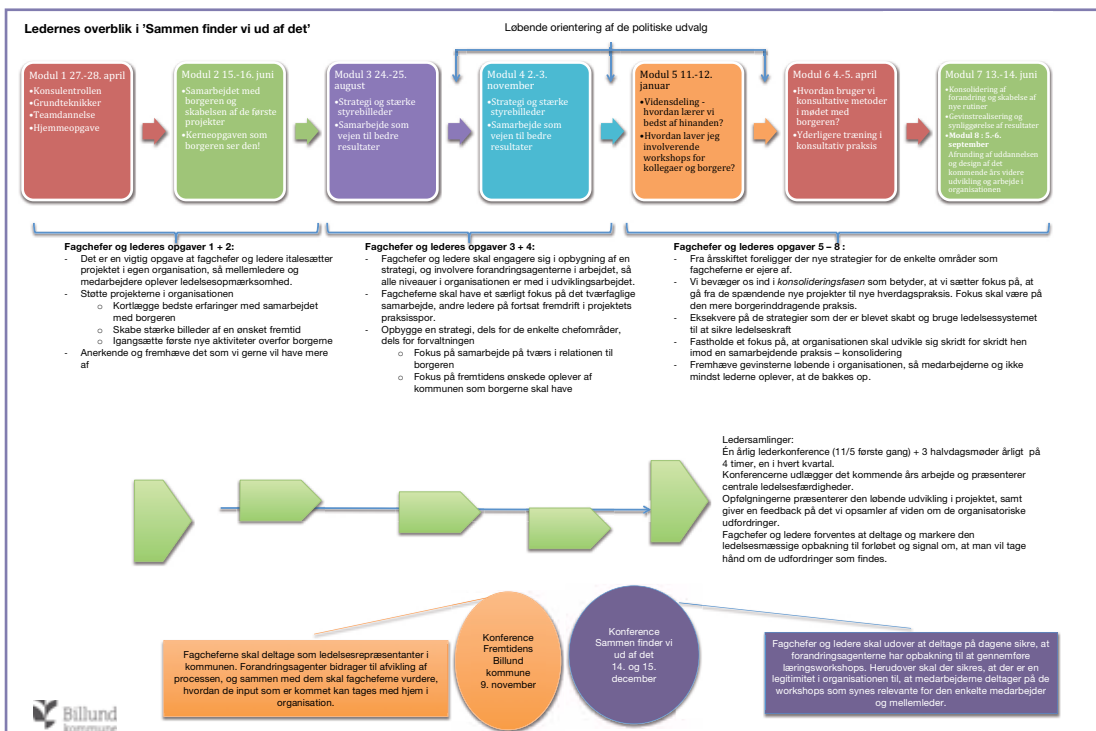 Ledernes overblik i 'Sammen finder vi ud af det'
Løbende orientering af de politiske udvalg
Modul 1 27.-28. april
•Konsulentrollen
•Grundteknikker
•Teamdannelse
•Hjemmeopgave
Modul 2 15.-16. juni
•Samarbejdet med
borgeren og
skabelsen af de første
projekter
•Kerneopgaven som
borgeren ser den!
Modul 3 24.-25.
august
•Strategi og stærke
styrebilleder
•Samarbejde som
vejen til bedre
resultater
Modul 4 2.-3.
november
•Strategi og stærke
styrebilleder
•Samarbejde som
vejen til bedre
resultater
Modul 5 11.-12.
januar
•Vidensdeling -
hvordan lærer vi
bedst af hinanden?
•Hvordan laver jeg
involverende
workshops for
kollegaer og borgere?
Modul 6 4.-5. april
•Hvordan bruger vi
konsultative metoder
i mødet med
borgeren?
•Yderligere træning i
konsultativ praksis
Modul 7 13.-14. juni
•Konsolidering af
forandring og skabelse af
nye rutiner
•Gevinstrealisering og
synliggørelse af resultater
•Modul 8 : 5.-6.
september
Afrunding af uddannelsen
og design af det
kommende års videre
udvikling og arbejde i
organisationen
Fagchefer og lederes opgaver 1 + 2:
- Det er en vigtig opgave at fagchefer og ledere italesætter
projektet i egen organisation, så mellemledere og
medarbejdere oplever ledelsesopmærksomhed.
- Støtte projekterne i organisationen
o Kortlægge bedste erfaringer med samarbejdet
med borgeren
o Skabe stærke billeder af en ønsket fremtid
o Igangsætte første nye aktiviteter overfor borgerne
- Anerkende og fremhæve det som vi gerne vil have mere
af
Fagchefer og lederes opgaver 3 + 4:
- Fagchefer og ledere skal engagere sig i opbygning af en
strategi, og involvere forandringsagenterne i arbejdet, så
alle niveauer i organisationen er med i udviklingsarbejdet.
- Fagcheferne skal have et særligt fokus på det tværfaglige
samarbejde, andre ledere på fortsat fremdrift i projektets
praksisspor.
- Opbygge en strategi, dels for de enkelte chefområder,
dels for forvaltningen
o Fokus på samarbejde på tværs i relationen til
borgeren
o Fokus på fremtidens ønskede oplever af
kommunen som borgerne skal have
Fagchefer og lederes opgaver 5 – 8 :
- Fra årsskiftet foreligger der nye strategier for de enkelte områder som
fagcheferne er ejere af.
- Vi bevæger os ind i konsolideringsfasen som betyder, at vi sætter fokus på, at
gå fra de spændende nye projekter til nye hverdagspraksis. Fokus skal være på
den mere borgerinddragende praksis.
- Eksekvere på de strategier som der er blevet skabt og bruge ledelsessystemet
til at sikre ledelseskraft
- Fastholde et fokus på, at organisationen skal udvikle sig skridt for skridt hen
imod en samarbejdende praksis – konsolidering
- Fremhæve gevinsterne løbende i organisationen, så medarbejderne og ikke
mindst lederne oplever, at de bakkes op.
Ledersamlinger:
Én årlig lederkonference (11/5 første gang) + 3 halvdagsmøder årligt på
4 timer, en i hvert kvartal.
Konferencerne udlægger det kommende års arbejde og præsenterer
centrale ledelsesfærdigheder.
Opfølgningerne præsenterer den løbende udvikling i projektet, samt
giver en feedback på det vi opsamler af viden om de organisatoriske
udfordringer.
Fagchefer og ledere forventes at deltage og markere den
ledelsesmæssige opbakning til forløbet og signal om, at man vil tage
hånd om de udfordringer som findes.
Fagcheferne skal deltage som ledelsesrepræsentanter i
kommunen. Forandringsagenter bidrager til afvikling af
processen, og sammen med dem skal fagcheferne vurdere,
hvordan de input som er kommet kan tages med hjem i
organisation.
Konference
Fremtidens
Billund
kommune
9. november
Konference
Sammen finder vi
ud af det
14. og 15.
december
Fagchefer og ledere skal udover at deltage på dagene sikre, at
forandringsagenterne har opbakning til at gennemføre
læringsworkshops. Herudover skal der sikres, at der er en
legitimitet i organisationen til, at medarbejderne deltager på de
workshops som synes relevante for den enkelte medarbejder
og mellemleder.
Billund
kommune